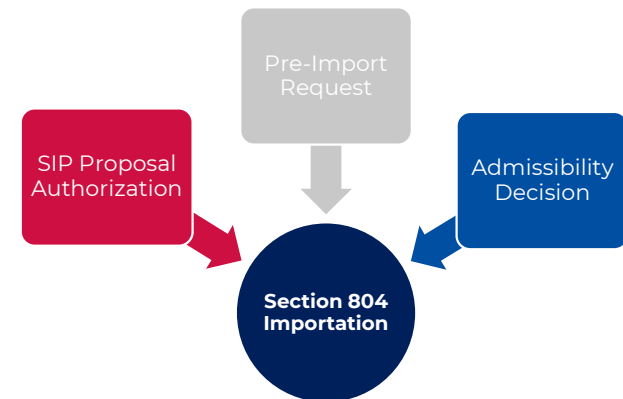 Pre-Import
Request
SIP Proposal
Authorization
Admissibility
Decision
Section 804
Importation